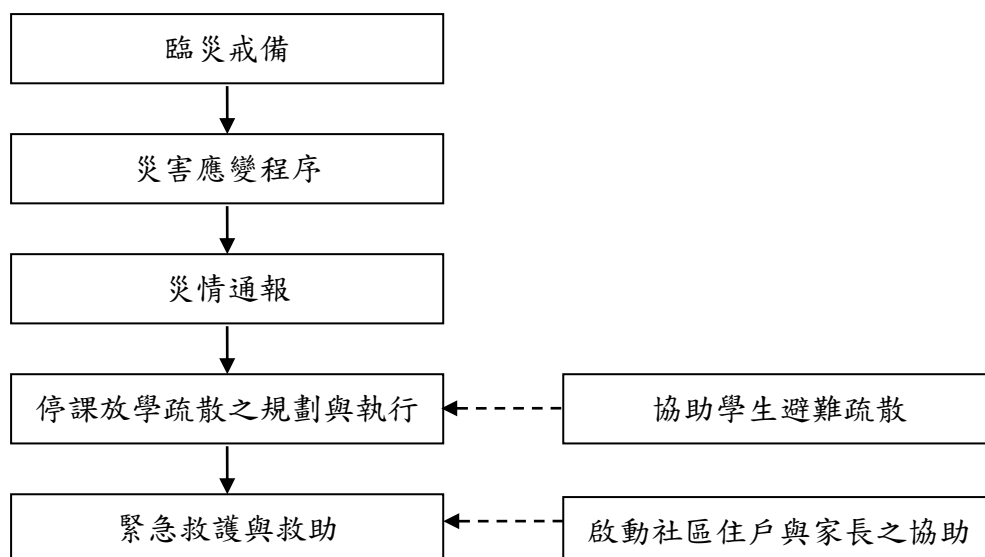 臨災戒備
災害應變程序
災情通報
停課放學疏散之規劃與執行
協助學生避難疏散
緊急救護與救助
啟動社區住戶與家長之協助